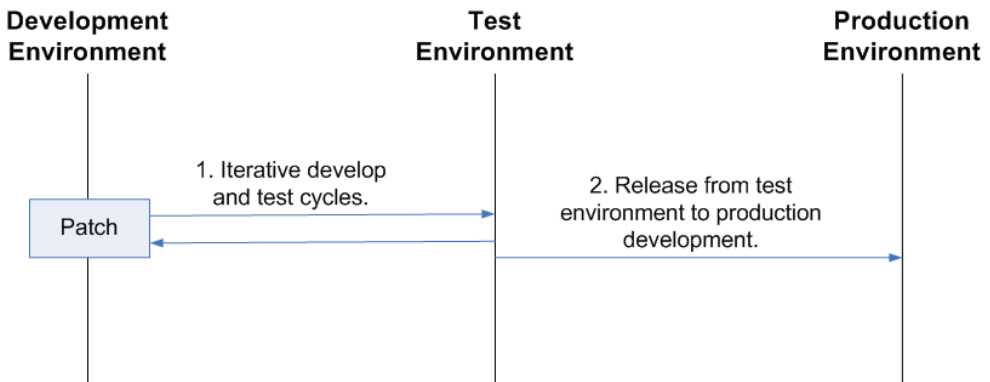 Development
Environment
Test
Environment
Production
Environment
1. Iterative develop
and test cycles.
2. Release from test
environment to production
development.
Patch